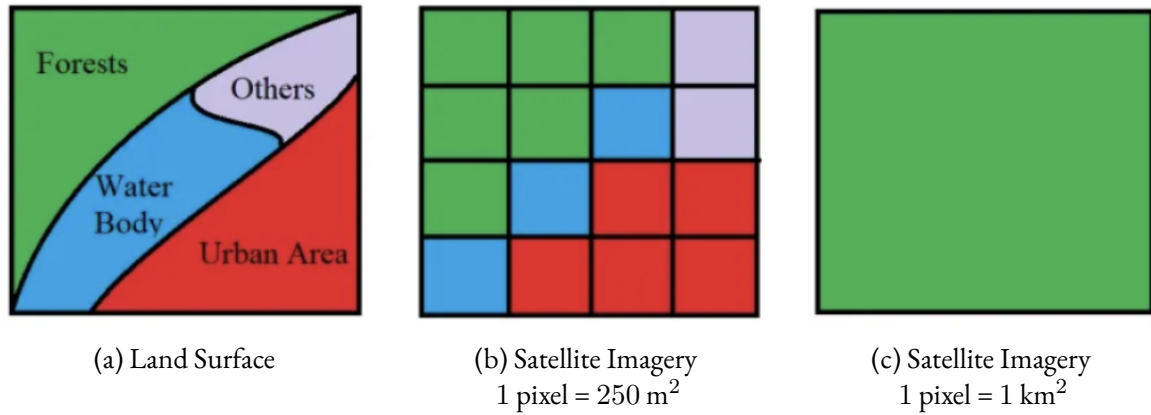 Forests
Others
Water
Body
Urban Area
(a) Land Surface
(b) Satellite Imagery
1 pixel = 250 m²
(c) Satellite Imagery
1 pixel = 1 km²